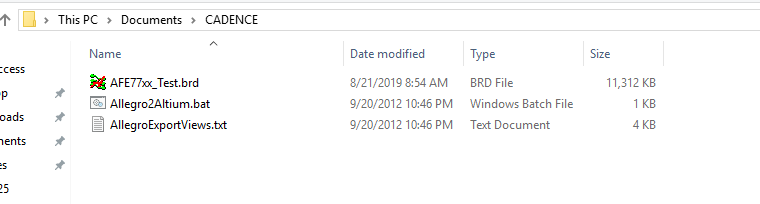 This PC > Documents > CADENCE
Name Date modified Type Size
AFE77xx_Test.brd 8/21/2019 8:54 AM BRD File 11,312 KB
Allegro2Altium.bat 9/20/2012 10:46 PM Windows Batch File 1 KB
AllegroExportViews.txt 9/20/2012 10:46 PM Text Document 4 KB
ccess
op
loads
ments
es
25